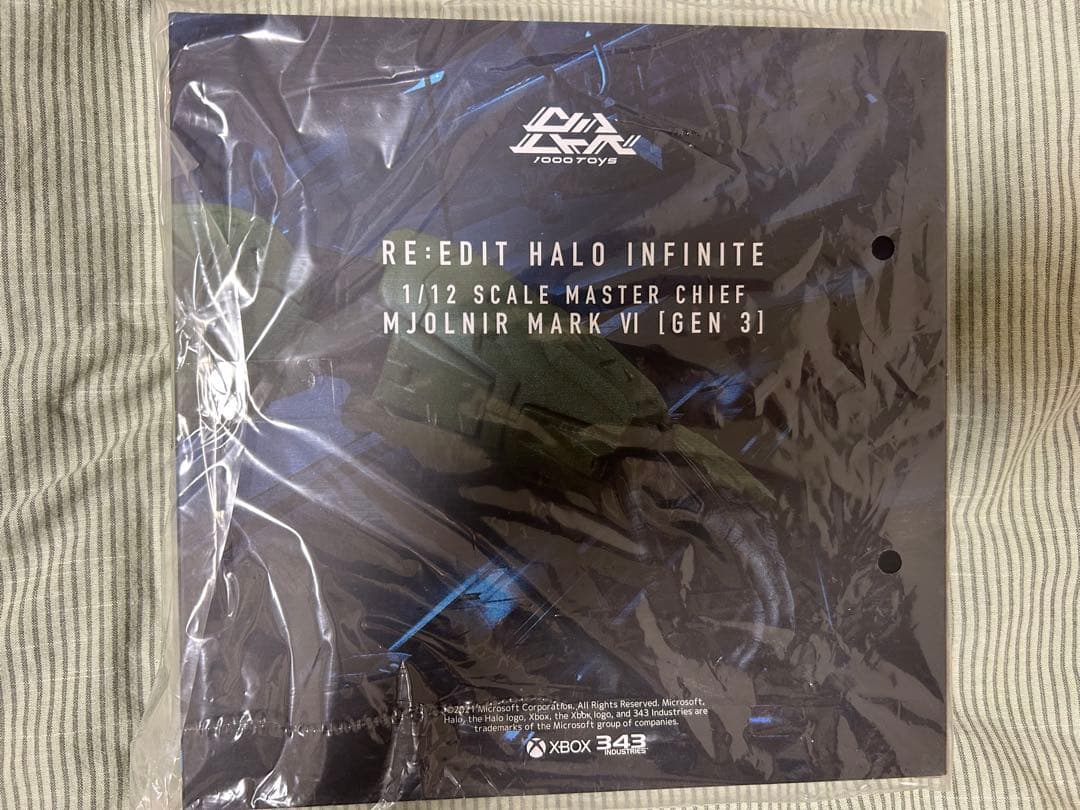 1000TOYS
RE:EDIT HALO INFINITE
1/12 SCALE MASTER CHIEF
MJOLNIR MARK VI [GEN 3]
©2021 Microsoft Corporation. All Rights Reserved. Microsoft,
Halo, the Halo logo, Xbox, the Xbox logo, and 343 Industries are
trademarks of the Microsoft group of companies.
XBOX 343 INDUSTRIES